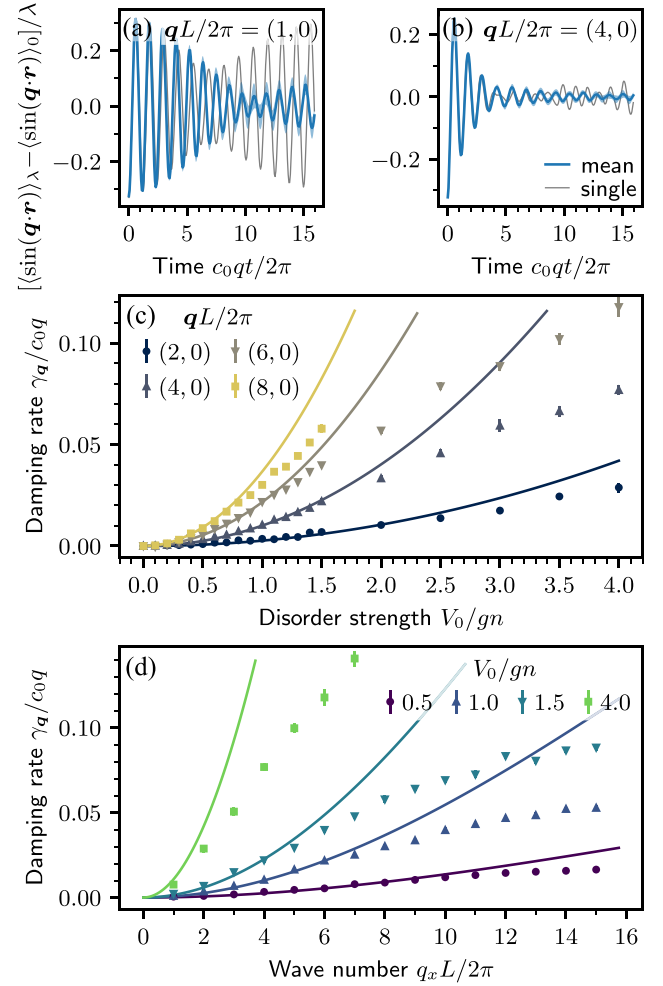 [⟨sin(q·r)⟩λ−⟨sin(q·r)⟩0]/λ
(a) qL/2π = (1, 0)
0.2
0.0
−0.2
0 5 10 15
Time c0qt/2π
(b) qL/2π = (4, 0)
0.2
0.0
−0.2
mean
single
0 5 10 15
Time c0qt/2π
(c) qL/2π
(2, 0) (6, 0)
(4, 0) (8, 0)
Damping rate γq/c0q
0.10
0.05
0.00
0.0 0.5 1.0 1.5 2.0 2.5 3.0 3.5 4.0
Disorder strength V0/gn
(d) V0/gn
0.5 1.0 1.5 4.0
Damping rate γq/c0q
0.10
0.05
0.00
0 2 4 6 8 10 12 14 16
Wave number qxL/2π